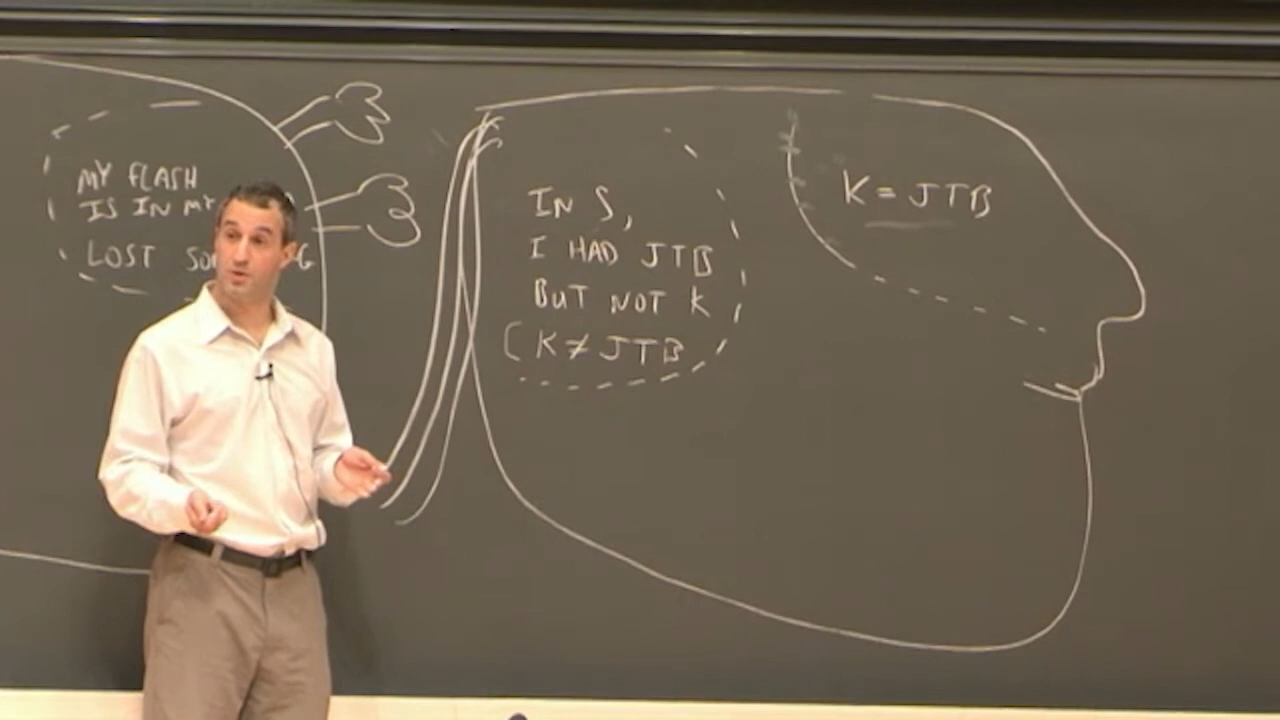 MY FLASH
IS IN MY
LOST
IN S,
I HAD JTB
BUT NOT K
(K≠JTB
K=JTB